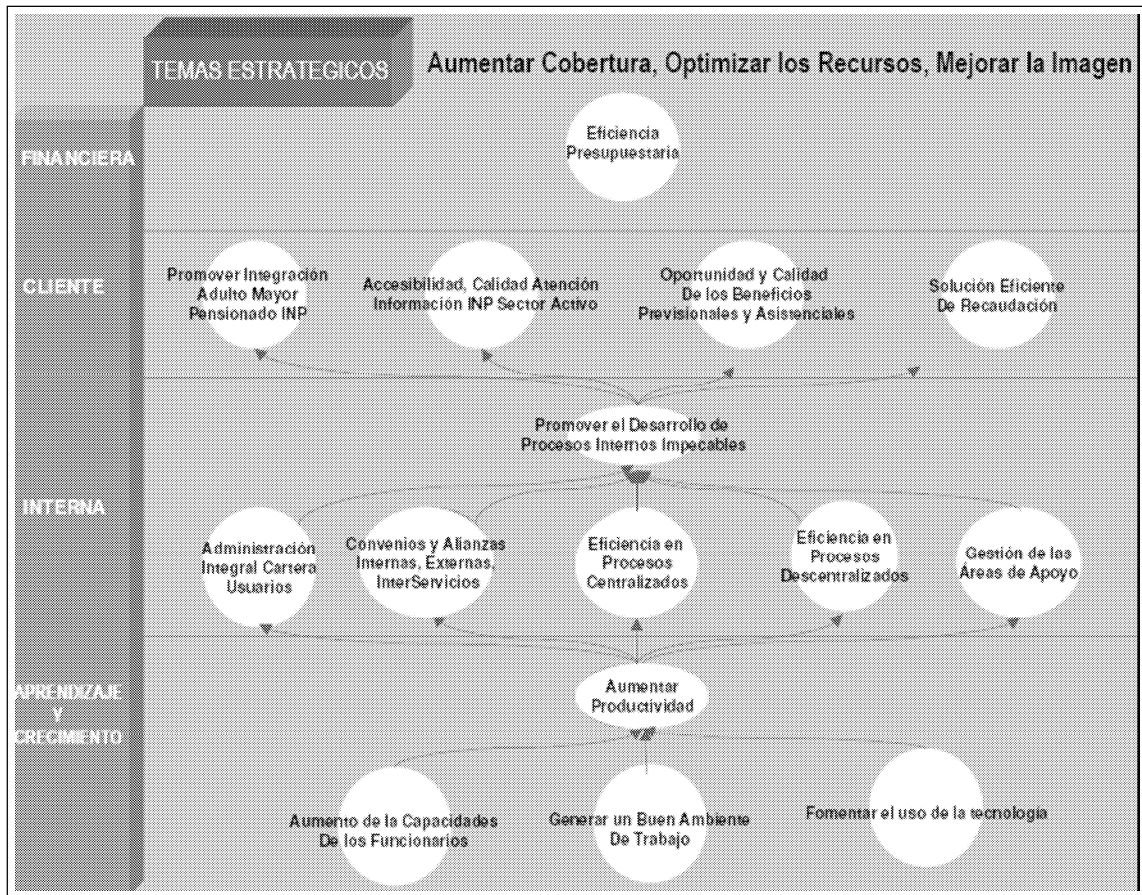 TEMAS ESTRATEGICOS
Aumentar Cobertura, Optimizar los Recursos, Mejorar la Imagen
FINANCIERA
Eficiencia
Presupuestaria
CLIENTE
Promover Integración
Adulto Mayor
Pensionado INP
Accesibilidad, Calidad Atención
Información INP Sector Activo
Oportunidad y Calidad
De los Beneficios
Previsionales y Asistenciales
Solución Eficiente
De Recaudación
Promover el Desarrollo de
Procesos Internos Impecables
INTERNA
Administración
Integral Cartera
Usuarios
Convenios y Alianzas
Internas, Externas,
InterServicios
Eficiencia en
Procesos
Centralizados
Eficiencia en
Procesos
Descentralizados
Gestión de las
Áreas de Apoyo
APRENDIZAJE
Y
CRECIMIENTO
Aumentar
Productividad
Aumento de la Capacidades
De los Funcionarios
Generar un Buen Ambiente
De Trabajo
Fomentar el uso de la tecnología